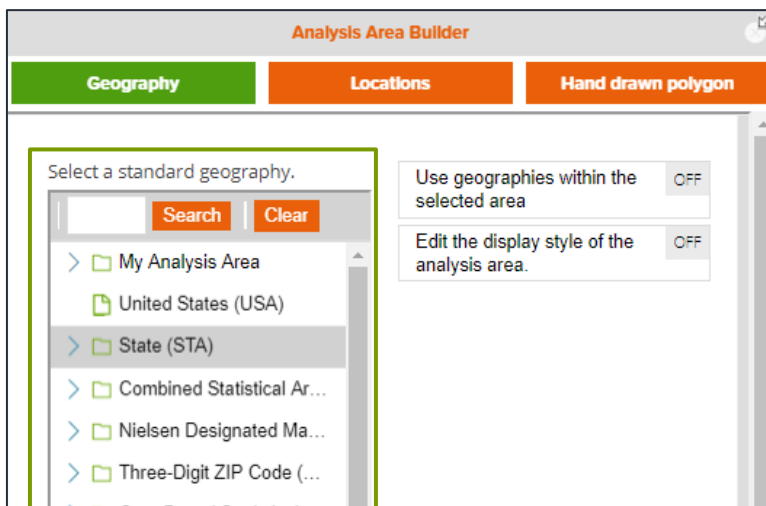 Analysis Area Builder
Geography
Locations
Hand drawn polygon
Select a standard geography.
Search
Clear
My Analysis Area
United States (USA)
State (STA)
Combined Statistical Ar...
Nielsen Designated Ma...
Three-Digit ZIP Code (...
Use geographies within the
selected area
OFF
Edit the display style of the
analysis area.
OFF